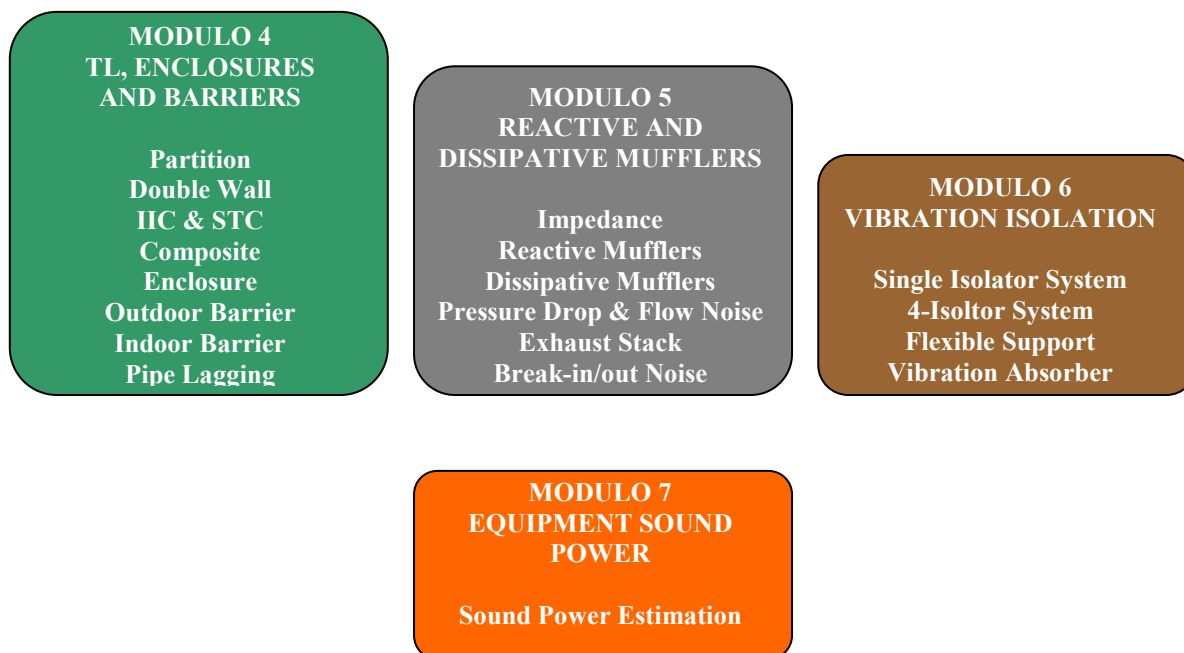 MODULO 4
TL, ENCLOSURES
AND BARRIERS
Partition
Double Wall
IIC & STC
Composite
Enclosure
Outdoor Barrier
Indoor Barrier
Pipe Lagging
MODULO 5
REACTIVE AND
DISSIPATIVE MUFFLERS
Impedance
Reactive Mufflers
Dissipative Mufflers
Pressure Drop & Flow Noise
Exhaust Stack
Break-in/out Noise
MODULO 6
VIBRATION ISOLATION
Single Isolator System
4-Isoltor System
Flexible Support
Vibration Absorber
MODULO 7
EQUIPMENT SOUND
POWER
Sound Power Estimation